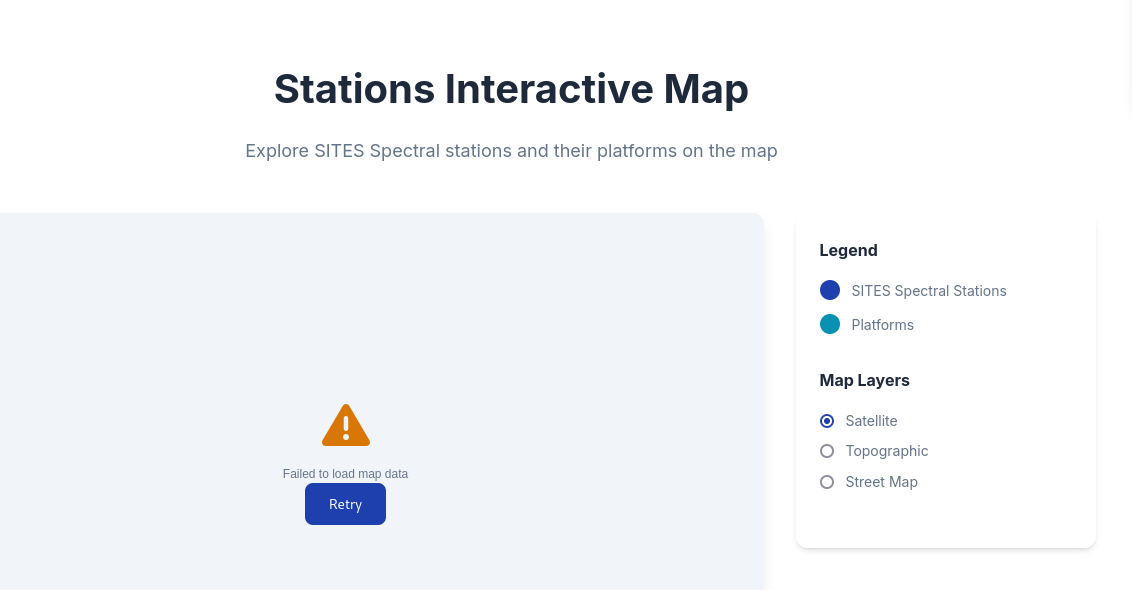 Stations Interactive Map
Explore SITES Spectral stations and their platforms on the map
Failed to load map data
Retry
Legend
SITES Spectral Stations
Platforms
Map Layers
Satellite
Topographic
Street Map